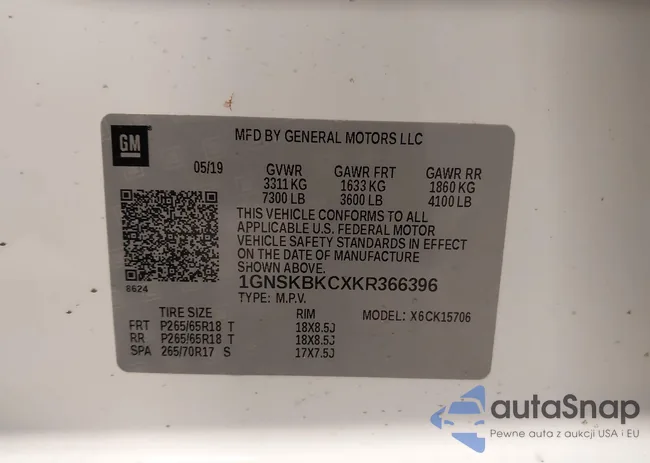 GM
MFD BY GENERAL MOTORS LLC
05/19 GVWR GAWR FRT GAWR RR
3311 KG 1633 KG 1860 KG
7300 LB 3600 LB 4100 LB
THIS VEHICLE CONFORMS TO ALL
APPLICABLE U.S. FEDERAL MOTOR
VEHICLE SAFETY STANDARDS IN EFFECT
ON THE DATE OF MANUFACTURE
SHOWN ABOVE.
8624
1GNSKBKCXKR366396
TYPE: M.P.V.
TIRE SIZE RIM MODEL: X6CK15706
FRT P265/65R18 T 18X8.5J
RR P265/65R18 T 18X8.5J
SPA 265/70R17 S 17X7.5J
autaSnap
Pewne auta z aukcji USA i EU